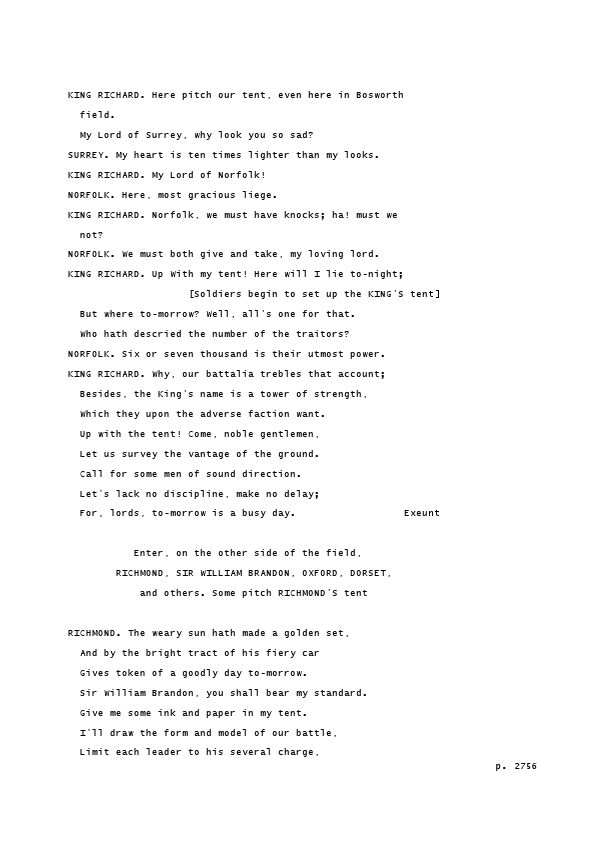 KING RICHARD. Here pitch our tent, even here in Bosworth
field.
My Lord of Surrey, why look you so sad?
SURREY. My heart is ten times lighter than my looks.
KING RICHARD. My Lord of Norfolk!
NORFOLK. Here, most gracious liege.
KING RICHARD. Norfolk, we must have knocks; ha! must we
not?
NORFOLK. We must both give and take, my loving lord.
KING RICHARD. Up With my tent! Here will I lie to-night;
[Soldiers begin to set up the KING'S tent]
But where to-morrow? Well, all's one for that.
Who hath descried the number of the traitors?
NORFOLK. Six or seven thousand is their utmost power.
KING RICHARD. Why, our battalia trebles that account;
Besides, the King's name is a tower of strength,
Which they upon the adverse faction want.
Up with the tent! Come, noble gentlemen,
Let us survey the vantage of the ground.
Call for some men of sound direction.
Let's lack no discipline, make no delay;
For, lords, to-morrow is a busy day. Exeunt
Enter, on the other side of the field,
RICHMOND, SIR WILLIAM BRANDON, OXFORD, DORSET,
and others. Some pitch RICHMOND'S tent
RICHMOND. The weary sun hath made a golden set,
And by the bright tract of his fiery car
Gives token of a goodly day to-morrow.
Sir William Brandon, you shall bear my standard.
Give me some ink and paper in my tent.
I'll draw the form and model of our battle,
Limit each leader to his several charge,
p. 2756